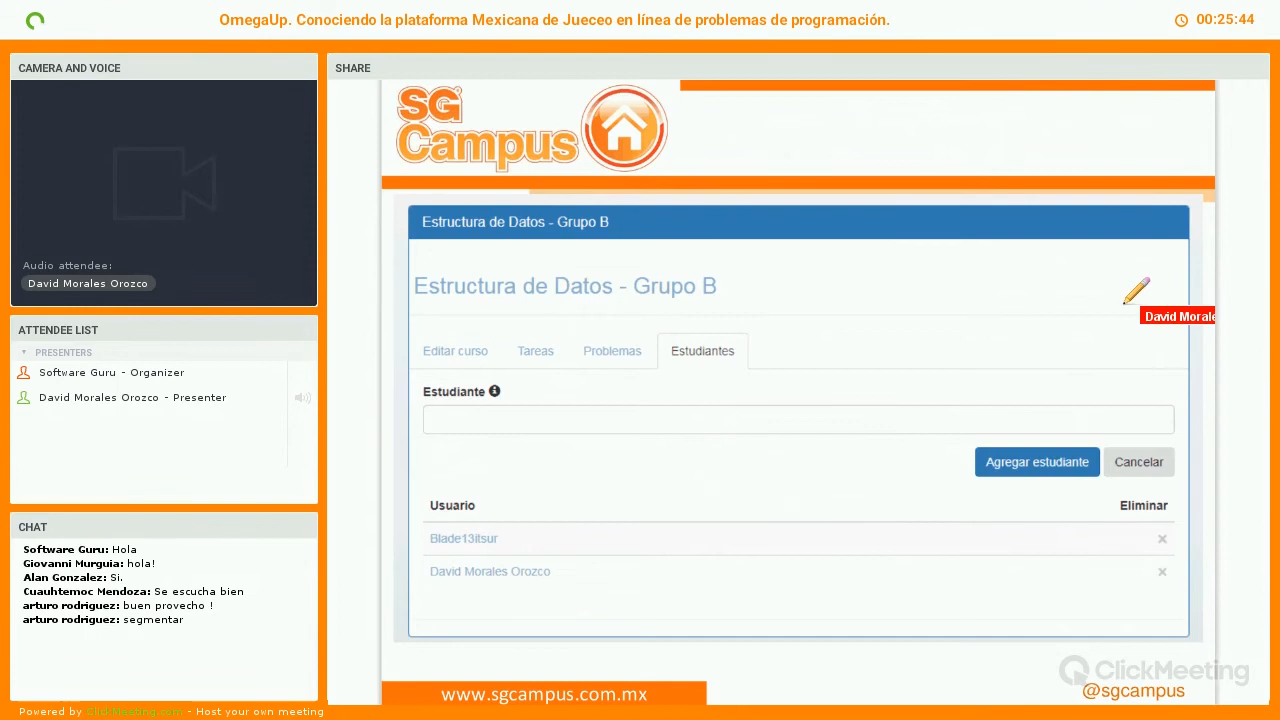 OmegaUp. Conociendo la plataforma Mexicana de Jueceo en línea de problemas de programación.
00:25:44
CAMERA AND VOICE
Audio attendee:
David Morales Orozco
ATTENDEE LIST
PRESENTERS
Software Guru - Organizer
David Morales Orozco - Presenter
CHAT
Software Guru: Hola
Giovanni Murguia: hola!
Alan Gonzalez: Si.
Cuauhtemoc Mendoza: Se escucha bien
arturo rodriguez: buen provecho !
arturo rodriguez: segmentar
Powered by ClickMeeting.com - Host your own meeting
SHARE
SG
Campus
Estructura de Datos - Grupo B
Estructura de Datos - Grupo B
David Morale
Editar curso Tareas Problemas Estudiantes
Estudiante
Agregar estudiante Cancelar
Usuario Eliminar
Blade13itsur
David Morales Orozco
www.sgcampus.com.mx
ClickMeeting
@sgcampus